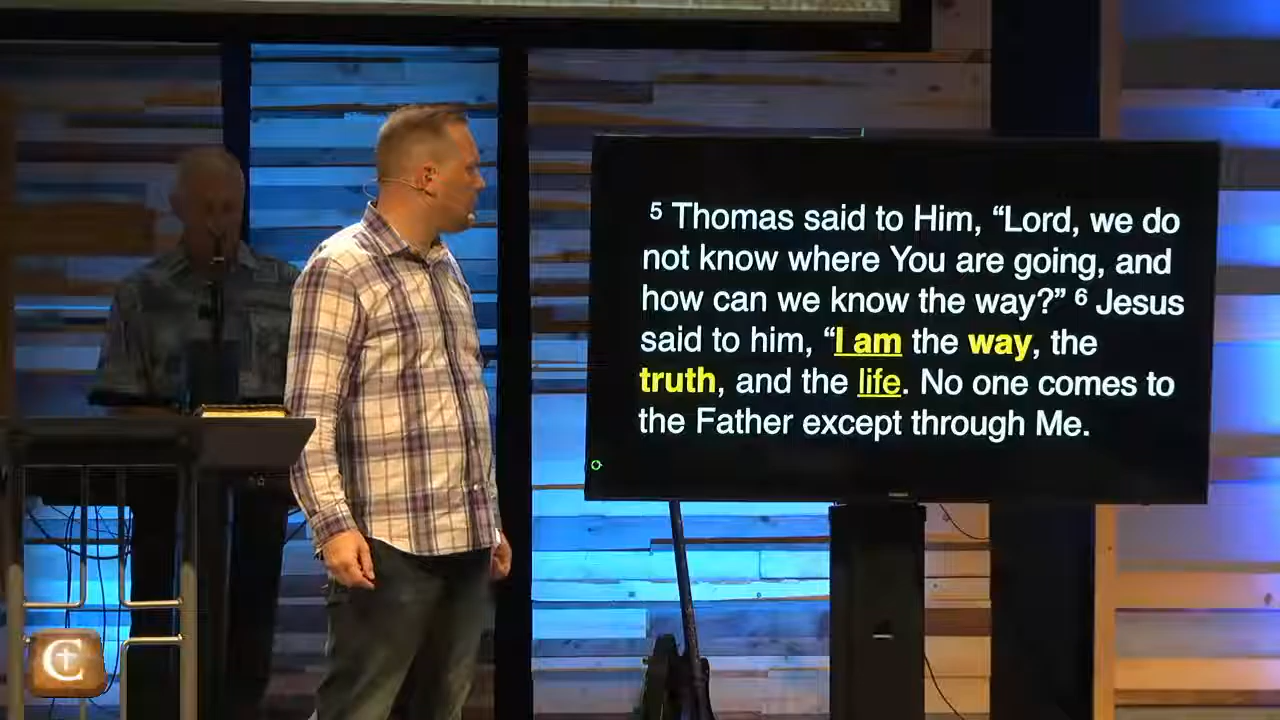 5 Thomas said to Him, “Lord, we do
not know where You are going, and
how can we know the way?” 6 Jesus
said to him, “I am the way, the
truth, and the life. No one comes to
the Father except through Me.
C